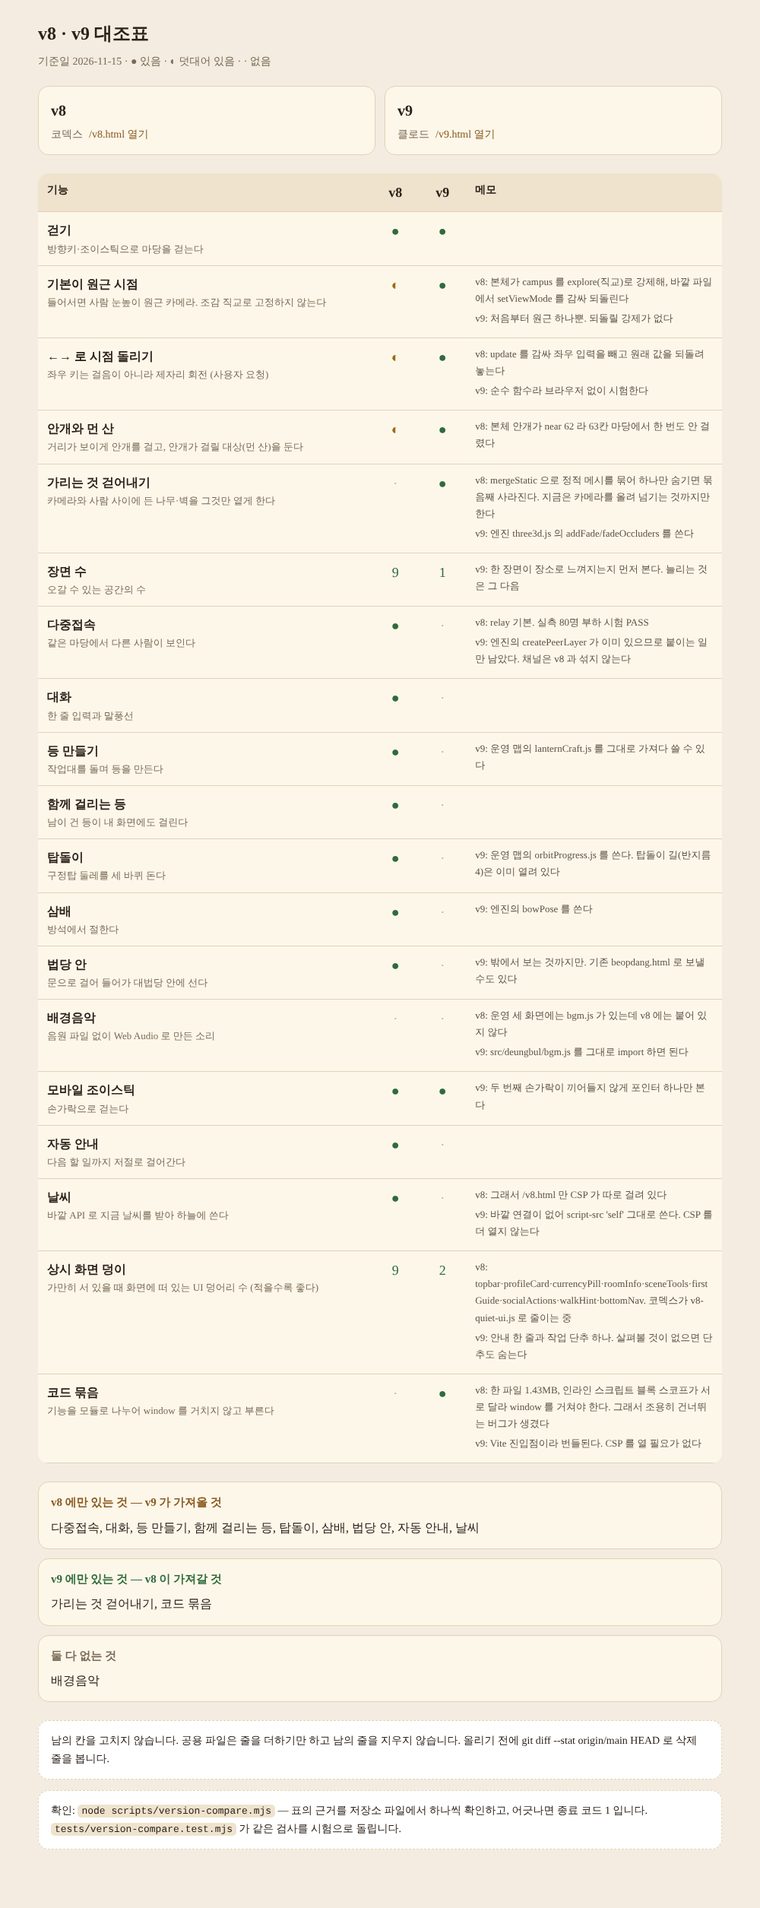 v8 · v9 대조표
기준일 2026-11-15 · ● 있음 · ◖ 덧대어 있음 · · 없음
v8
코덱스 /v8.html 열기
v9
클로드 /v9.html 열기
기능 v8 v9 메모
걷기 ● ●
방향키·조이스틱으로 마당을 걷는다
기본이 원근 시점 ◖ ●
들어서면 사람 눈높이 원근 카메라. 조감 직교로 고정하지 않는다
v8: 본체가 campus 를 explore(직교)로 강제해, 바깥 파일
에서 setViewMode 를 감싸 되돌린다
v9: 처음부터 원근 하나뿐. 되돌릴 강제가 없다
←→ 로 시점 돌리기 ◖ ●
좌우 키는 걸음이 아니라 제자리 회전 (사용자 요청)
v8: update 를 감싸 좌우 입력을 빼고 원래 값을 되돌려
놓는다
v9: 순수 함수라 브라우저 없이 시험한다
안개와 먼 산 ◖ ●
거리가 보이게 안개를 걸고, 안개가 걸릴 대상(먼 산)을 둔다
v8: 본체 안개가 near 62 라 63칸 마당에서 한 번도 안 걸
렸다
가리는 것 걷어내기 · ●
카메라와 사람 사이에 든 나무·벽을 그것만 옅게 한다
v8: mergeStatic 으로 정적 메시를 묶어 하나만 숨기면 묶
음째 사라진다. 지금은 카메라를 올려 넘기는 것까지만
한다
v9: 엔진 three3d.js 의 addFade/fadeOccluders 를 쓴다
장면 수 9 1
오갈 수 있는 공간의 수
v9: 한 장면이 장소로 느껴지는지 먼저 본다. 늘리는 것
은 그 다음
다중접속 ● ·
같은 마당에서 다른 사람이 보인다
v8: relay 기본. 실측 80명 부하 시험 PASS
v9: 엔진의 createPeerLayer 가 이미 있으므로 붙이는 일
만 남았다. 채널은 v8 과 섞지 않는다
대화 ● ·
한 줄 입력과 말풍선
등 만들기 ● ·
작업대를 돌며 등을 만든다
v9: 운영 맵의 lanternCraft.js 를 그대로 가져다 쓸 수 있
다
함께 걸리는 등 ● ·
남이 건 등이 내 화면에도 걸린다
탑돌이 ● ·
구정탑 둘레를 세 바퀴 돈다
v9: 운영 맵의 orbitProgress.js 를 쓴다. 탑돌이 길(반지름
4)은 이미 열려 있다
삼배 ● ·
방석에서 절한다
v9: 엔진의 bowPose 를 쓴다
법당 안 ● ·
문으로 걸어 들어가 대법당 안에 선다
v9: 밖에서 보는 것까지만. 기존 beopdang.html 로 보낼
수도 있다
배경음악 · ·
음원 파일 없이 Web Audio 로 만든 소리
v8: 운영 세 화면에는 bgm.js 가 있는데 v8 에는 붙어 있
지 않다
v9: src/deungbul/bgm.js 를 그대로 import 하면 된다
모바일 조이스틱 ● ●
손가락으로 걷는다
v9: 두 번째 손가락이 끼어들지 않게 포인터 하나만 본
다
자동 안내 ● ·
다음 할 일까지 저절로 걸어간다
날씨 ● ·
바깥 API 로 지금 날씨를 받아 하늘에 쓴다
v8: 그래서 /v8.html 만 CSP 가 따로 걸려 있다
v9: 바깥 연결이 없어 script-src 'self' 그대로 쓴다. CSP 를
더 열지 않는다
상시 화면 덩이 9 2
가만히 서 있을 때 화면에 떠 있는 UI 덩어리 수 (적을수록 좋다)
v8:
topbar·profileCard·currencyPill·roomInfo·sceneTools·first
Guide·socialActions·walkHint·bottomNav. 코덱스가 v8-
quiet-ui.js 로 줄이는 중
v9: 안내 한 줄과 작업 단추 하나. 살펴볼 것이 없으면 단
추도 숨는다
코드 묶음 · ●
기능을 모듈로 나누어 window 를 거치지 않고 부른다
v8: 한 파일 1.43MB, 인라인 스크립트 블록 스코프가 서
로 달라 window 를 거쳐야 한다. 그래서 조용히 건너뛰
는 버그가 생겼다
v9: Vite 진입점이라 번들된다. CSP 를 열 필요가 없다
v8 에만 있는 것 — v9 가 가져올 것
다중접속, 대화, 등 만들기, 함께 걸리는 등, 탑돌이, 삼배, 법당 안, 자동 안내, 날씨
v9 에만 있는 것 — v8 이 가져갈 것
가리는 것 걷어내기, 코드 묶음
둘 다 없는 것
배경음악
남의 칸을 고치지 않습니다. 공용 파일은 줄을 더하기만 하고 남의 줄을 지우지 않습니다. 올리기 전에 git diff --stat origin/main HEAD 로 삭제
줄을 봅니다.
확인: node scripts/version-compare.mjs — 표의 근거를 저장소 파일에서 하나씩 확인하고, 어긋나면 종료 코드 1 입니다.
tests/version-compare.test.mjs 가 같은 검사를 시험으로 돌립니다.